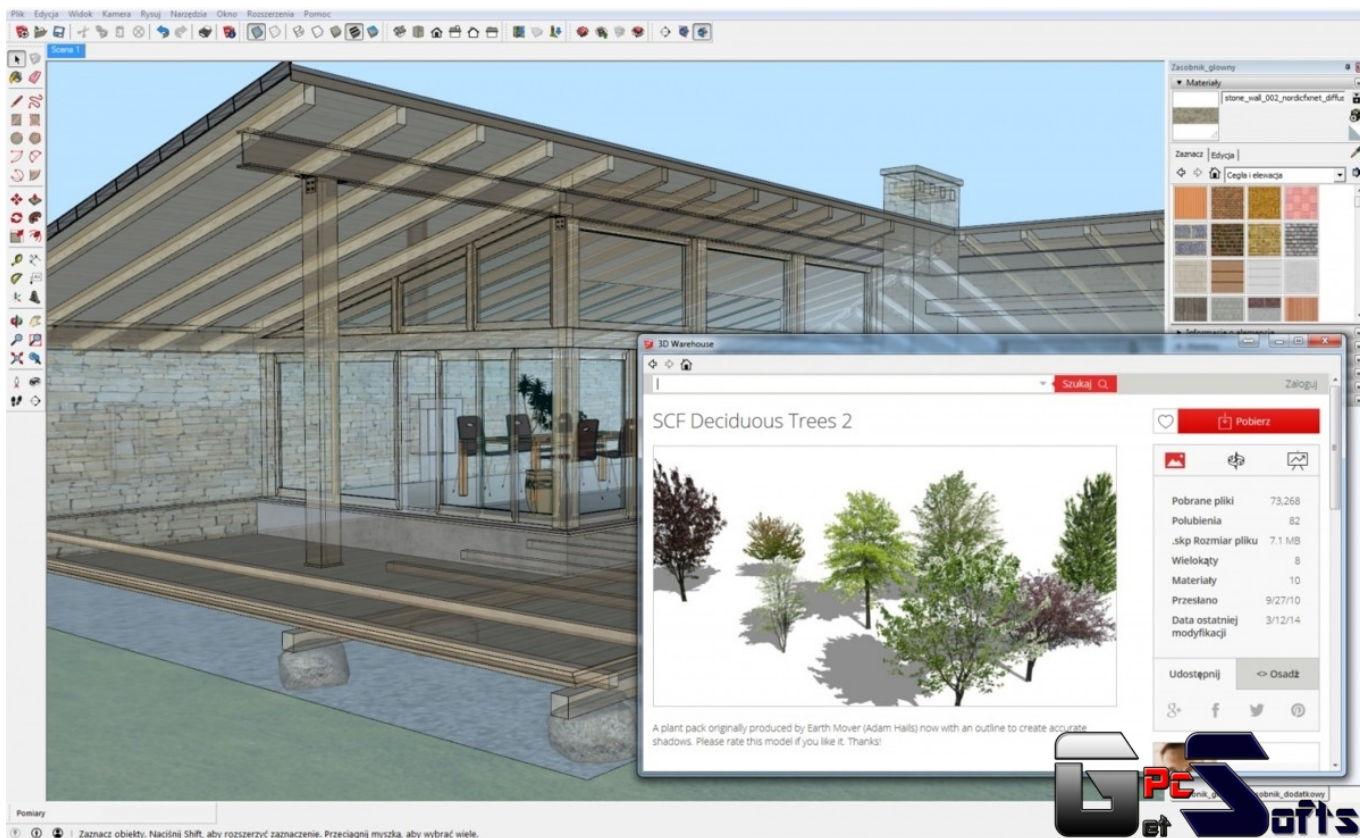 Plik Edycja Widok Kamera Rysuj Narzędzia Okno Rozszerzenia Pomoc
Scena 1
Zasobnik_glowny
Materiały
stone_wall_002_nordicfxnet_diffus
Zaznacz Edycja
Cegła i elewacja
Informacje o elemencie
3D Warehouse
Szukaj
Zaloguj
SCF Deciduous Trees 2
Pobierz
Pobrane pliki 73,268
Polubienia 82
.skp Rozmiar pliku 7.1 MB
Wielokąty 8
Materiały 10
Przesłano 9/27/10
Data ostatniej modyfikacji 3/12/14
Udostępnij <> Osadź
A plant pack originally produced by Earth Mover (Adam Hails) now with an outline to create accurate
shadows. Please rate this model if you like it. Thanks!
Get PC Softs
Pomiary
Zaznacz obiekty. Naciśnij Shift, aby rozszerzyć zaznaczenie. Przeciągnij myszką, aby wybrać wiele.